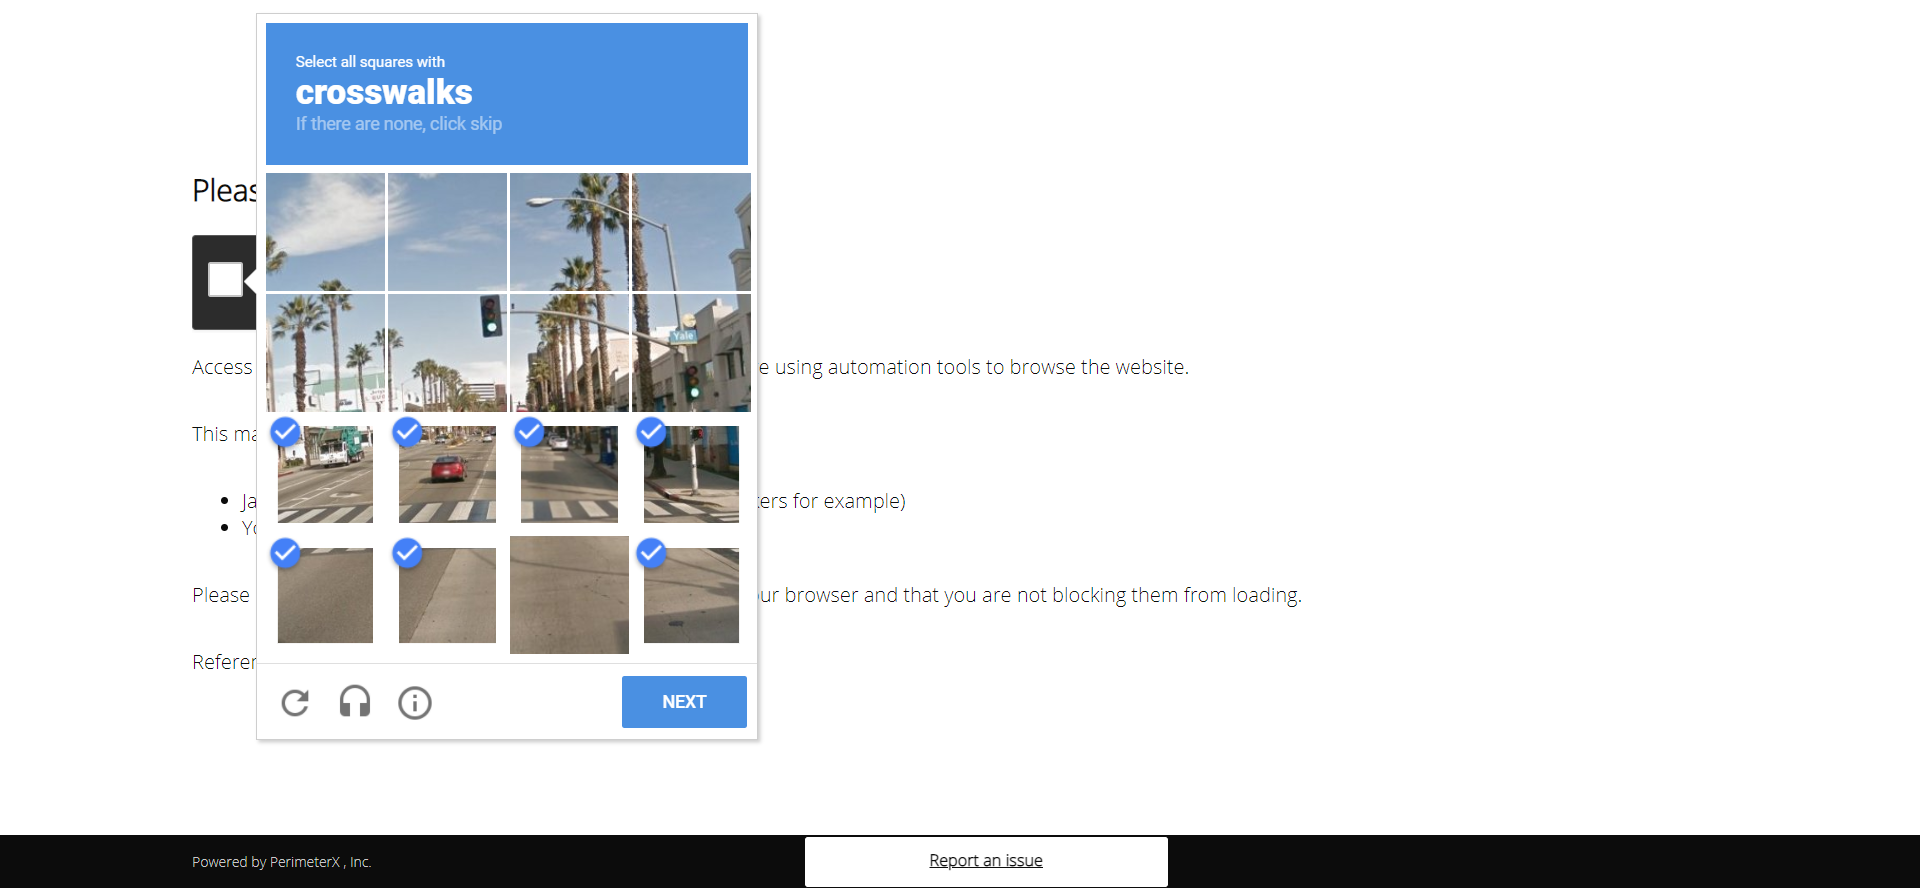 Select all squares with
crosswalks
If there are none, click skip
Pleas
Yale
Access
e using automation tools to browse the website.
This ma
Ja
ers for example)
Yo
Please
ur browser and that you are not blocking them from loading.
Referen
NEXT
Powered by PerimeterX , Inc.
Report an issue